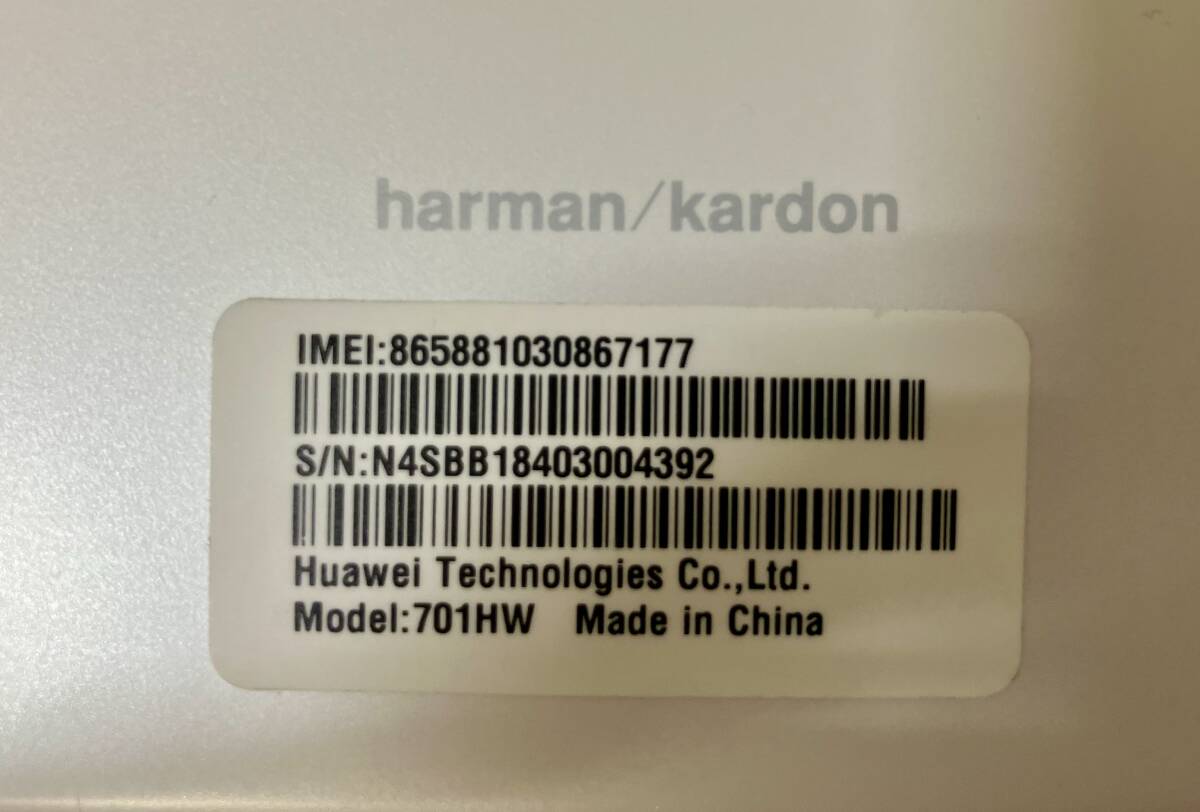 harman/kardon
IMEI:865881030867177
S/N:N4SBB18403004392
Huawei Technologies Co.,Ltd.
Model:701HW Made in China